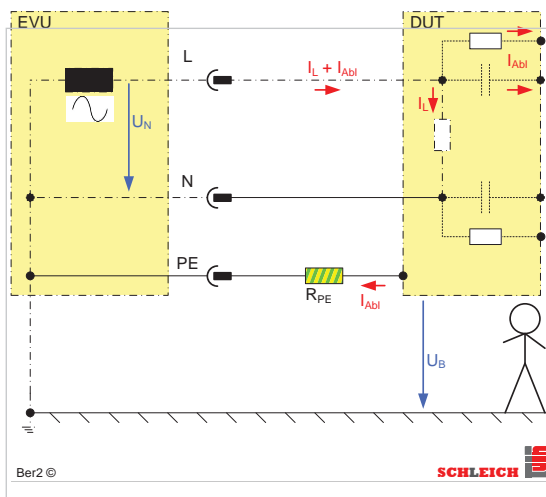 EVU
DUT
L
I_L + I_Abl
I_Abl
I_L
U_N
N
PE
R_PE
I_Abl
U_B
Ber2 ©
SCHLEICH